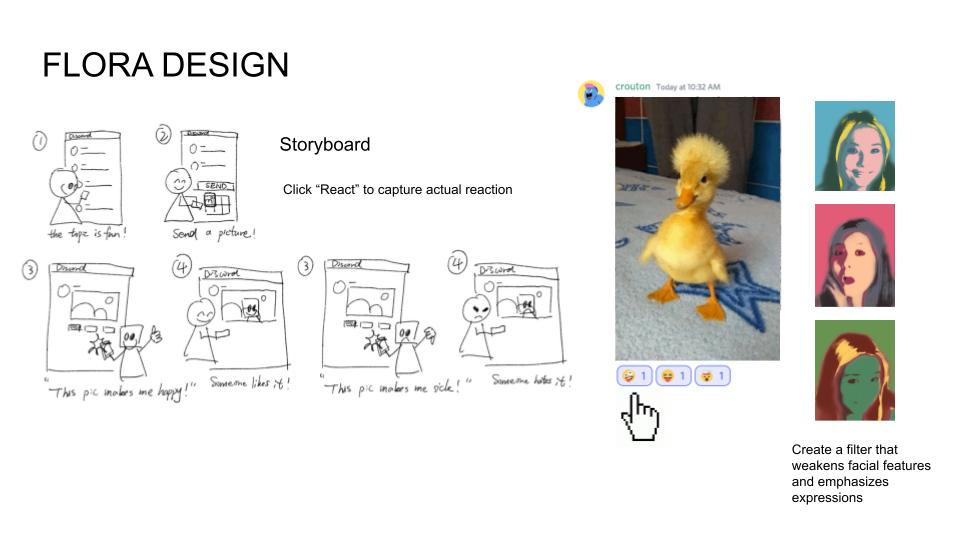 FLORA DESIGN
Storyboard
Click “React” to capture actual reaction
① Discord
② Discord
SEND
the topic is fun!
Send a picture!
③ Discord
④ Discord
③ Discord
④ Discord
"This pic makes me happy!"
Someone likes it!
"This pic makes me sick!"
Someone hates it!
crouton Today at 10:32 AM
1 1 1
Create a filter that
weakens facial features
and emphasizes
expressions